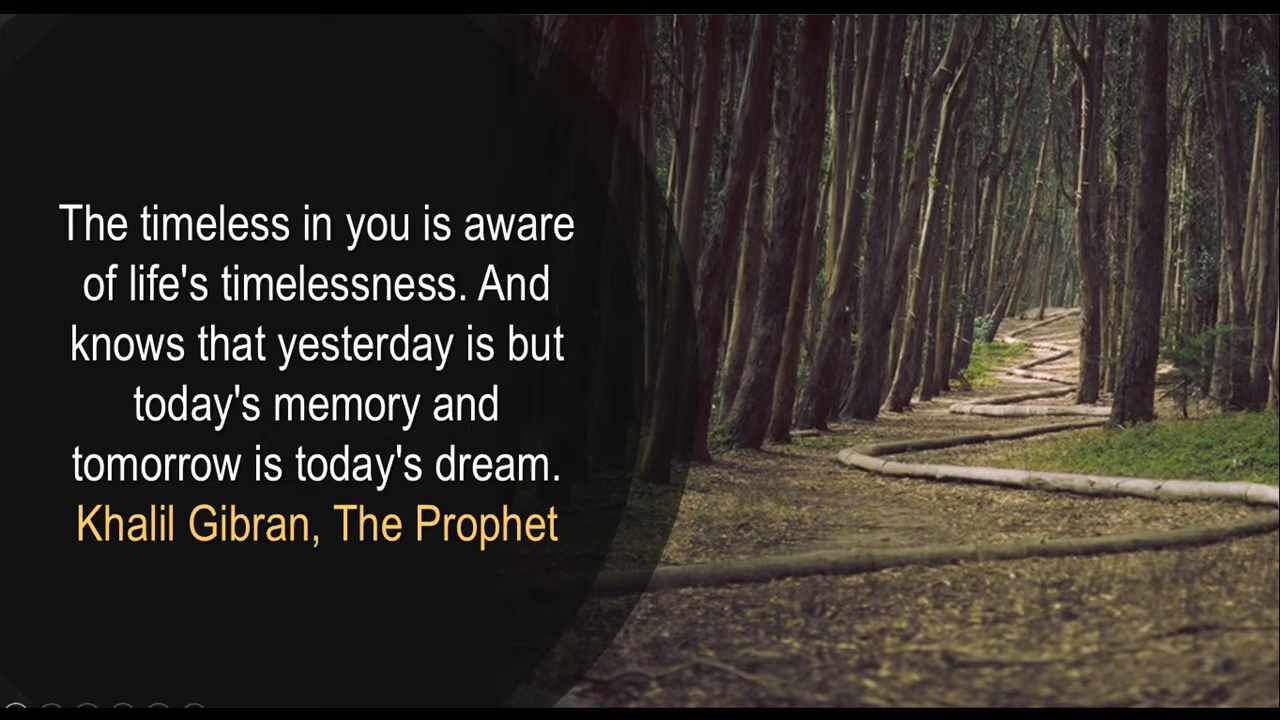 The timeless in you is aware
of life's timelessness. And
knows that yesterday is but
today's memory and
tomorrow is today's dream.
Khalil Gibran, The Prophet